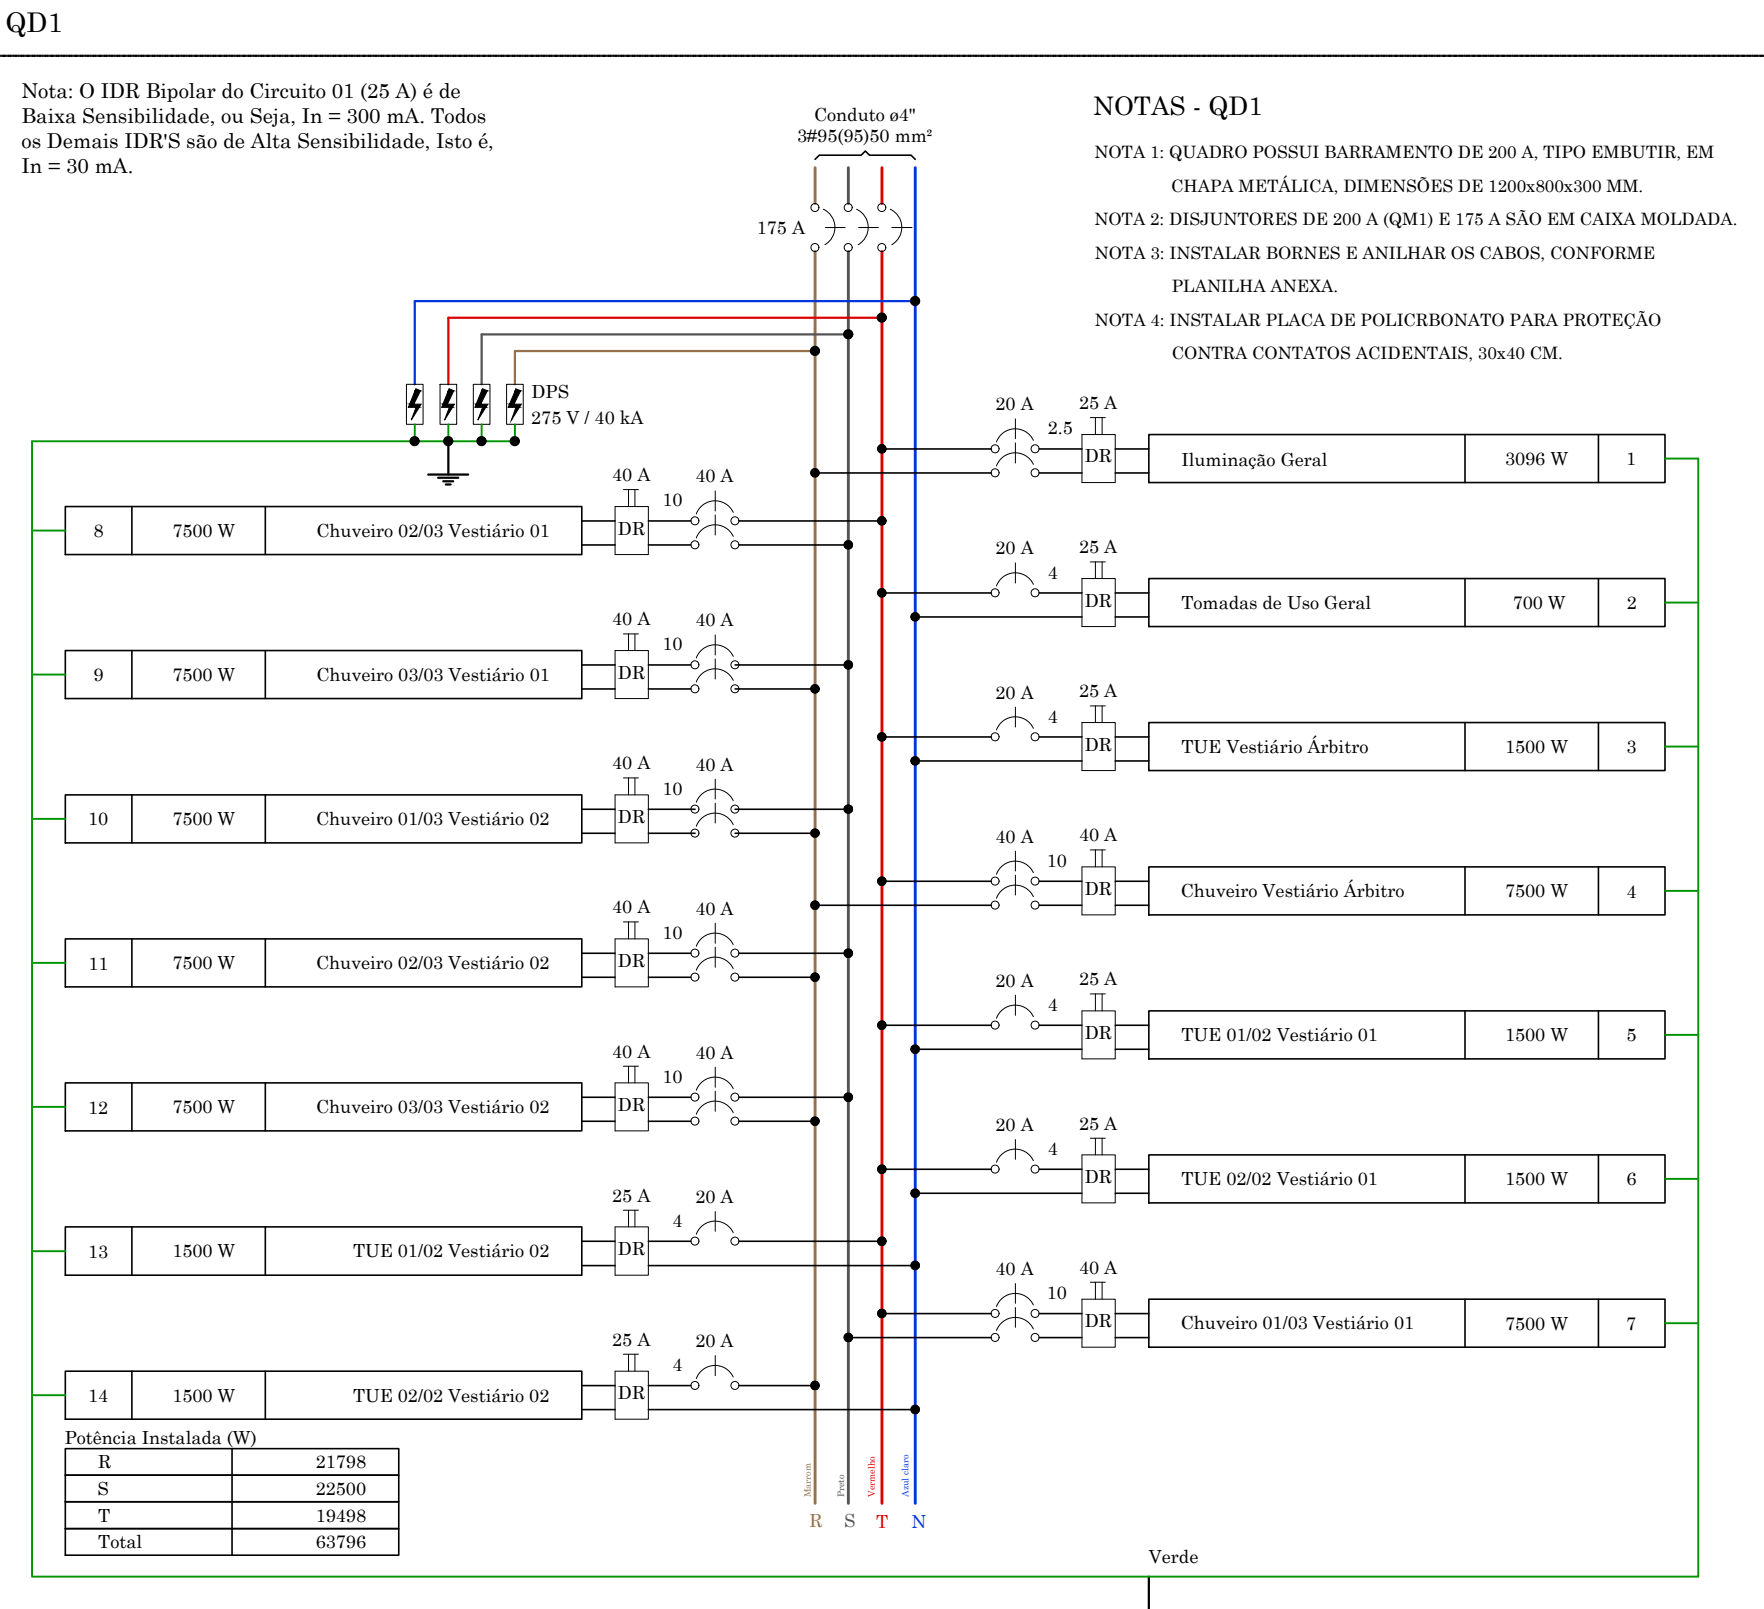 QD1
Nota: O IDR Bipolar do Circuito 01 (25 A) é de
Baixa Sensibilidade, ou Seja, In = 300 mA. Todos
os Demais IDR'S são de Alta Sensibilidade, Isto é,
In = 30 mA.
Conduto ø4"
3#95(95)50 mm²
175 A
NOTAS - QD1
NOTA 1: QUADRO POSSUI BARRAMENTO DE 200 A, TIPO EMBUTIR, EM
CHAPA METÁLICA, DIMENSÕES DE 1200x800x300 MM.
NOTA 2: DISJUNTORES DE 200 A (QM1) E 175 A SÃO EM CAIXA MOLDADA.
NOTA 3: INSTALAR BORNES E ANILHAR OS CABOS, CONFORME
PLANILHA ANEXA.
NOTA 4: INSTALAR PLACA DE POLICRBONATO PARA PROTEÇÃO
CONTRA CONTATOS ACIDENTAIS, 30x40 CM.
DPS
275 V / 40 kA
40 A 10 40 A
8 7500 W Chuveiro 02/03 Vestiário 01 DR
40 A 10 40 A
9 7500 W Chuveiro 03/03 Vestiário 01 DR
40 A 10 40 A
10 7500 W Chuveiro 01/03 Vestiário 02 DR
40 A 10 40 A
11 7500 W Chuveiro 02/03 Vestiário 02 DR
40 A 10 40 A
12 7500 W Chuveiro 03/03 Vestiário 02 DR
25 A 4 20 A
13 1500 W TUE 01/02 Vestiário 02 DR
25 A 4 20 A
14 1500 W TUE 02/02 Vestiário 02 DR
20 A 2.5 25 A
DR Iluminação Geral 3096 W 1
20 A 4 25 A
DR Tomadas de Uso Geral 700 W 2
20 A 4 25 A
DR TUE Vestiário Árbitro 1500 W 3
40 A 10 40 A
DR Chuveiro Vestiário Árbitro 7500 W 4
20 A 4 25 A
DR TUE 01/02 Vestiário 01 1500 W 5
20 A 4 25 A
DR TUE 02/02 Vestiário 01 1500 W 6
40 A 10 40 A
DR Chuveiro 01/03 Vestiário 01 7500 W 7
Potência Instalada (W)
R 21798
S 22500
T 19498
Total 63796
Marrom Preto Vermelho Azul claro
R S T N
Verde